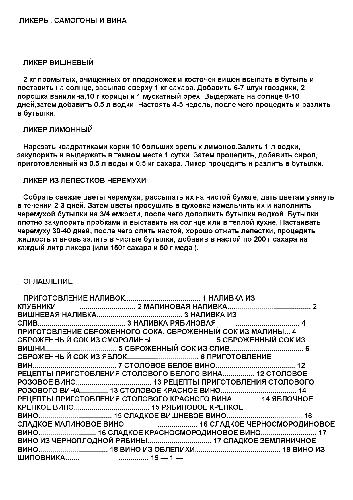 ЛИКЕРЫ, САМОГОНЫ И ВИНА
ЛИКЕР ВИШНЕВЫЙ
2 кг промытых, очищенных от плодоножек и косточек вишен всыпать в бутыль и
поставить на солнце, засыпав сверху 1 кг сахара. Добавить 6-7 штук гвоздики, 2
порошка ванилина,10 г корицы и 1 мускатный орех. Выдержать на солнце 8-10
дней,затем добавить 0.5 л водки. Настоять 4-5 недель, после чего процедить и разлить
в бутылки.
ЛИКЕР ЛИМОННЫЙ
Нарезать квадратиками корки 10 больших зрелых лимонов.Залить 1 л водки,
закупорить и выдержать в темном месте 1 сутки. Затем процедить, добавить сироп,
приготовленный из 0.5 л воды и 0.5 кг сахара. Ликер процедить и разлить в бутылки.
ЛИКЕР ИЗ ЛЕПЕСТКОВ ЧЕРЕМУХИ
Собрать свежие цветы черемухи, рассыпать их на чистой бумаге, дать цветам увянуть
в течении 2-3 дней. Затем цветы просушить в духовке измельчить их и наполнить
черемухой бутылки на 3/4 емкости, после чего дополнить бутылки водкой. Бутылки
плотно закупорить пробками и выставить на солнце или в теплой кухне. Настаивать
черемуху 30-40 дней, после чего слить настой, хорошо отжать лепестки, процедить
жидкость и вновь залить в чистые бутылки, добавив в настой по 200 г сахара на
каждый литр ликера (или 150г сахара и 50 г меда ).
ОГЛАВЛЕНИЕ.
ПРИГОТОВЛЕНИЕ НАЛИВОК............................ 1 НАЛИВКА ИЗ
КЛУБНИКИ ............................ 2 МАЛИНОВАЯ НАЛИВКА............................ 2
ВИШНЕВАЯ НАЛИВКА............................ 3 НАЛИВКА ИЗ
СЛИВ............................ 3 НАЛИВКА РЯБИНОВАЯ ............................ 4
ПРИГОТОВЛЕНИЕ СБРОЖЕННОГО СОКА. СБРОЖЕННЫЙ СОК ИЗ МАЛИНЫ... 4
СБРОЖЕННЫЙ СОК ИЗ СМОРОДИНЫ ............................ 5 СБРОЖЕННЫЙ СОК ИЗ
ВИШНИ............................ 5 СБРОЖЕННЫЙ СОК ИЗ СЛИВ............................ 6
СБРОЖЕННЫЙ СОК ИЗ ЯБЛОК............................ 6 ПРИГОТОВЛЕНИЕ
ВИН............................ 7 СТОЛОВОЕ БЕЛОЕ ВИНО............................ 12
РЕЦЕПТЫ ПРИГОТОВЛЕНИЯ СТОЛОВОГО БЕЛОГО ВИНА.............. 12 СТОЛОВОЕ
РОЗОВОЕ ВИНО............................ 13 РЕЦЕПТЫ ПРИГОТОВЛЕНИЯ СТОЛОВОГО
РОЗОВОГО ВИНА............ 13 СТОЛОВОЕ КРАСНОЕ ВИНО............................ 14
РЕЦЕПТЫ ПРИГОТОВЛЕНИЯ СТОЛОВОГО КРАСНОГО ВИНА ............ 14 ЯБЛОЧНОЕ
КРЕПКОЕ ВИНО............................ 15 РЯБИНОВОЕ КРЕПКОЕ
ВИНО............................ 15 СЛАДКОЕ ВИШНЕВОЕ ВИНО............................ 16
СЛАДКОЕ МАЛИНОВОЕ ВИНО ............................ 16 СЛАДКОЕ ЧЕРНОСМОРОДИНОВОЕ
ВИНО.................... 16 СЛАДКОЕ КРАСНОСМОРОДИНОВОЕ ВИНО.................... 17
ВИНО ИЗ ЧЕРНОПЛОДНОЙ РЯБИНЫ.................... 17 СЛАДКОЕ ЗЕМЛЯНИЧНОЕ
ВИНО.................... 18 ВИНО ИЗ ОБЛЕПИХИ............................ 18 ВИНО ИЗ
ШИПОВНИКА...... .................... 19 — 1 —